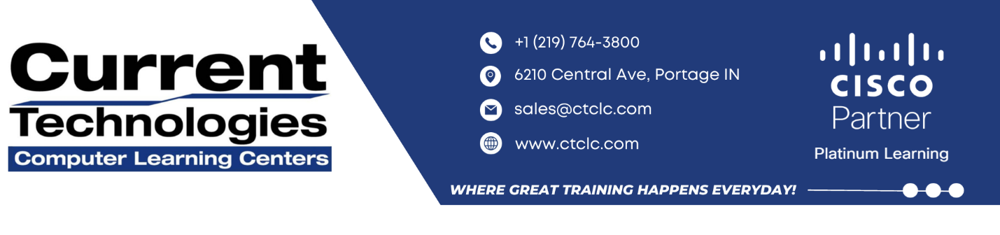 Current
Technologies
Computer Learning Centers
+1 (219) 764-3800
6210 Central Ave, Portage IN
sales@ctclc.com
www.ctclc.com
WHERE GREAT TRAINING HAPPENS EVERYDAY!
CISCO
Partner
Platinum Learning